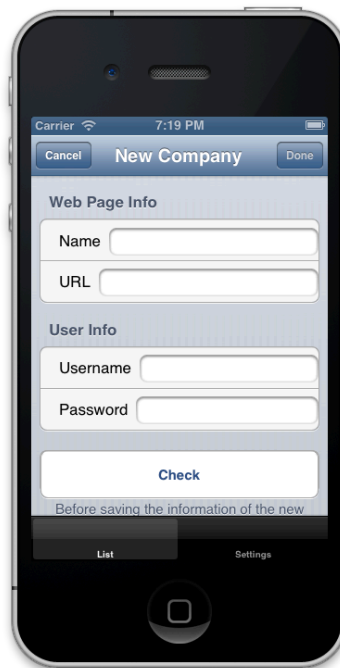 Carrier 7:19 PM
Cancel New Company Done
Web Page Info
Name
URL
User Info
Username
Password
Check
Before saving the information of the new
List Settings